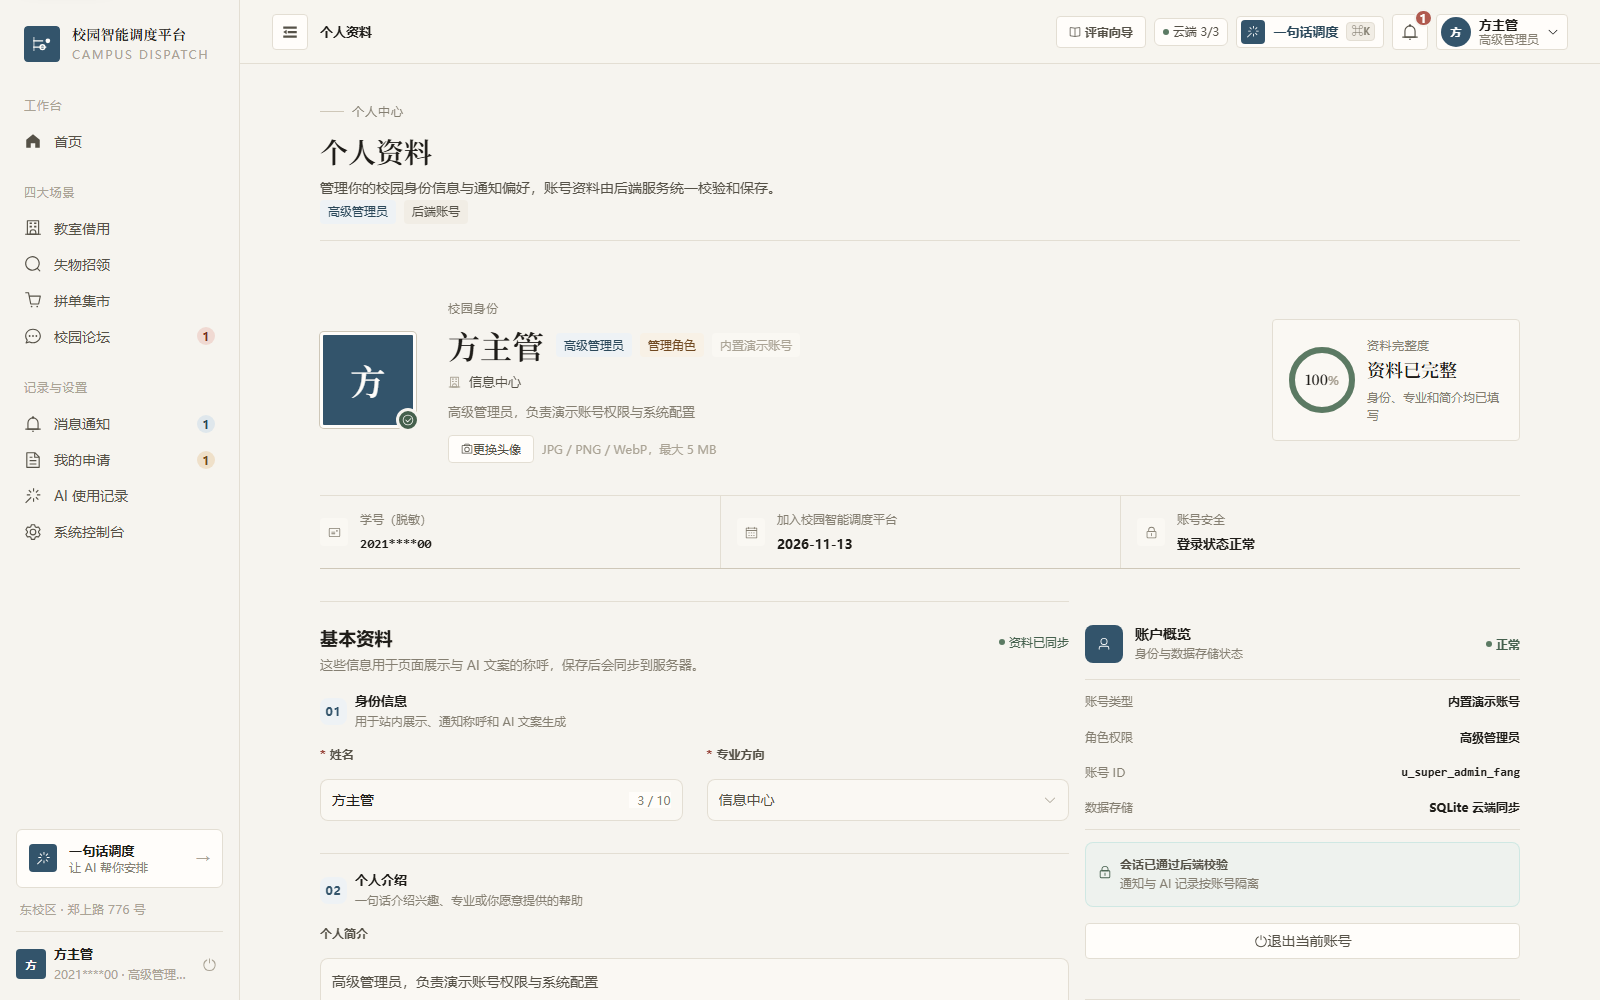 校园智能调度平台
CAMPUS DISPATCH
工作台
首页
四大场景
教室借用
失物招领
拼单集市
校园论坛
1
记录与设置
消息通知
1
我的申请
1
AI 使用记录
系统控制台
一句话调度
让 AI 帮你安排
→
东校区 · 郑上路 776 号
方
方主管
2021****00 · 高级管理...
个人资料
评审向导
云端 3/3
一句话调度
⌘K
1
方
方主管
高级管理员
个人中心
个人资料
管理你的校园身份信息与通知偏好，账号资料由后端服务统一校验和保存。
高级管理员
后端账号
方
校园身份
方主管
高级管理员
管理角色
内置演示账号
信息中心
高级管理员，负责演示账号权限与系统配置
更换头像
JPG / PNG / WebP，最大 5 MB
100%
资料完整度
资料已完整
身份、专业和简介均已填
写
学号（脱敏）
2021****00
加入校园智能调度平台
2026-11-13
账号安全
登录状态正常
基本资料
资料已同步
这些信息用于页面展示与 AI 文案的称呼，保存后会同步到服务器。
01
身份信息
用于站内展示、通知称呼和 AI 文案生成
* 姓名
方主管
3 / 10
* 专业方向
信息中心
02
个人介绍
一句话介绍兴趣、专业或你愿意提供的帮助
个人简介
高级管理员，负责演示账号权限与系统配置
账户概览
身份与数据存储状态
正常
账号类型
内置演示账号
角色权限
高级管理员
账号 ID
u_super_admin_fang
数据存储
SQLite 云端同步
会话已通过后端校验
通知与 AI 记录按账号隔离
退出当前账号